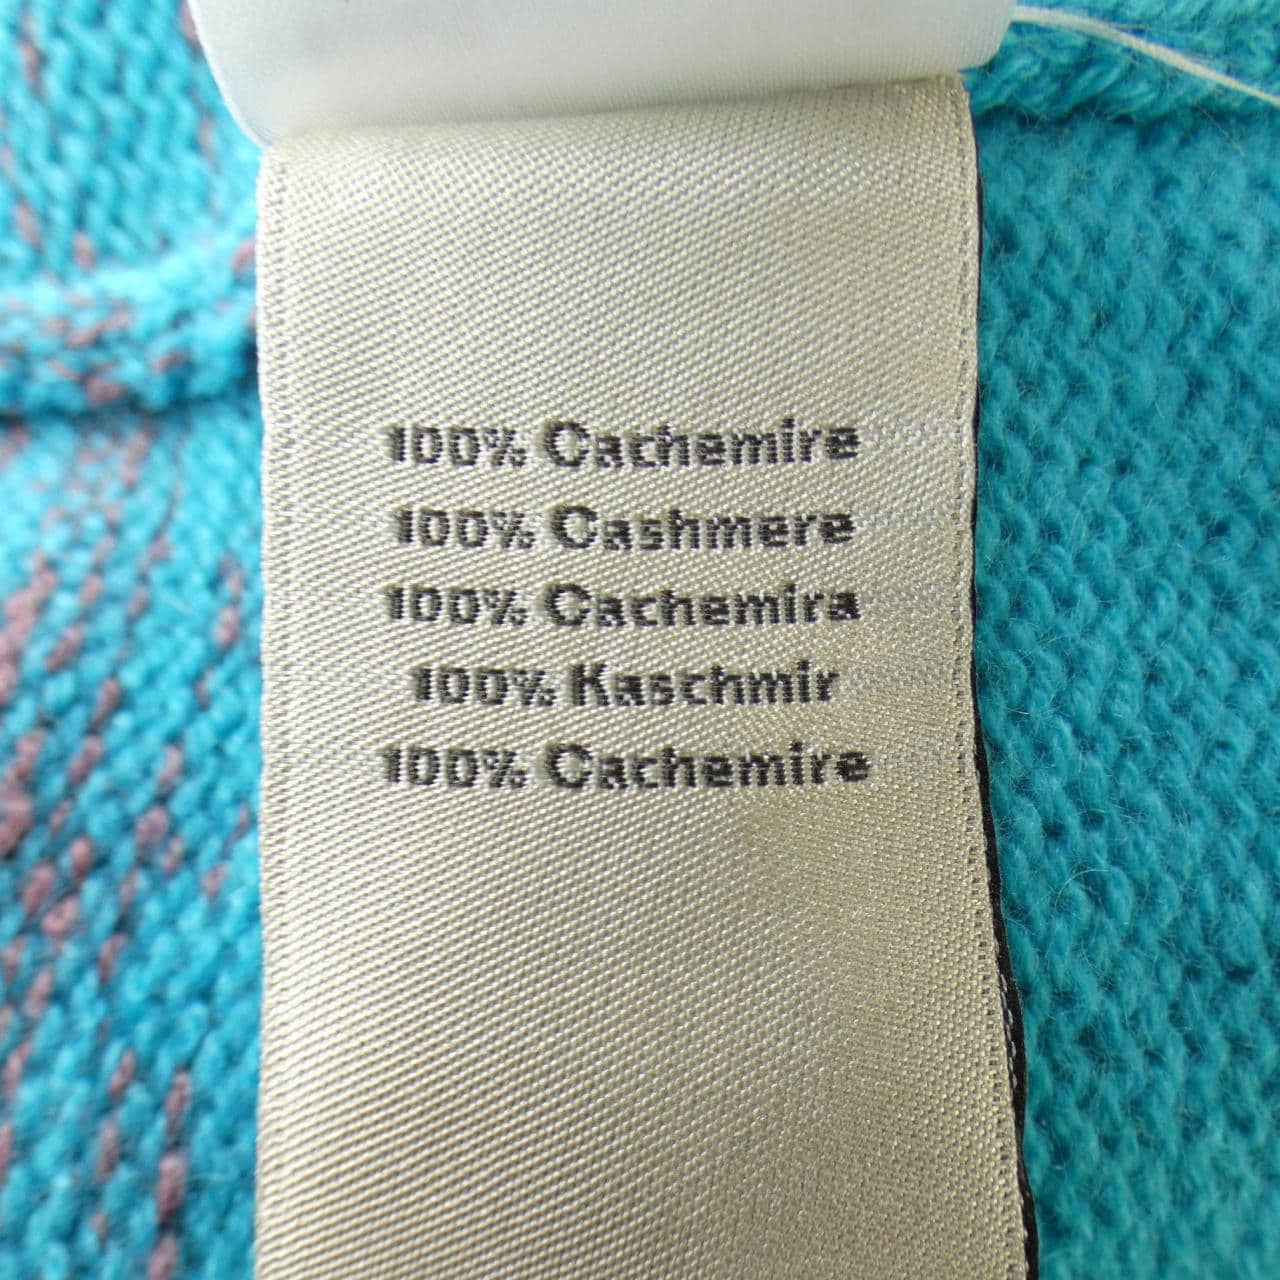 100% Cachemire
100% Cashmere
100% Cachemira
100% Kaschmir
100% Cachemire